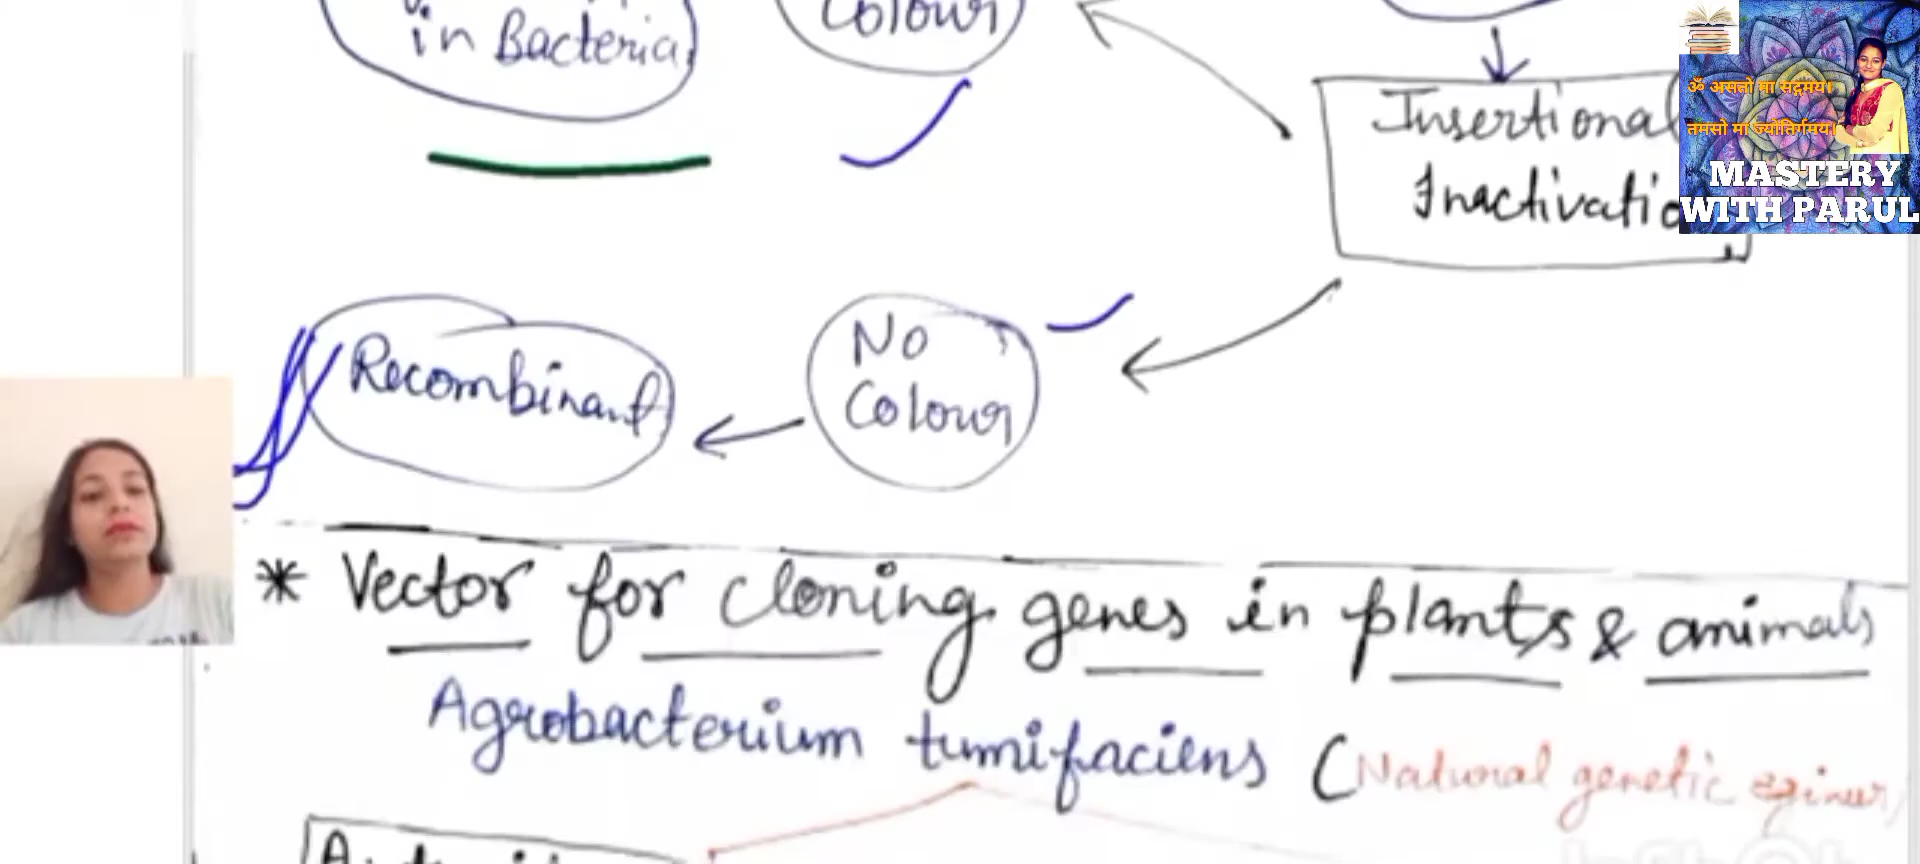 in Bacteria
Colour
Insertional
Inactivatio
ॐ असतो मा सद्गमय।
तमसो मा ज्योतिर्गमय।
MASTERY
WITH PARUL
No
Colour
Recombinant
* Vector for cloning genes in plants & animals
Agrobacterium tumifaciens (Natural genetic egineer)